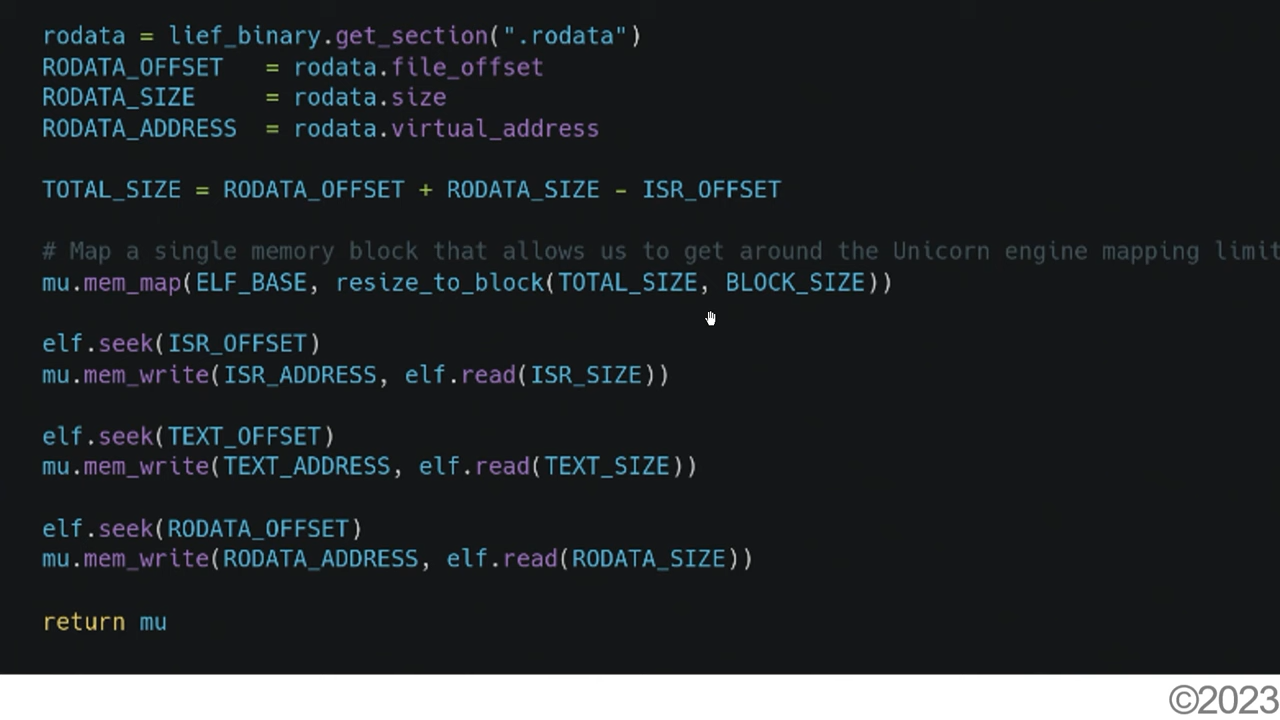 rodata = lief_binary.get_section(".rodata")
RODATA_OFFSET   = rodata.file_offset
RODATA_SIZE     = rodata.size
RODATA_ADDRESS  = rodata.virtual_address
TOTAL_SIZE = RODATA_OFFSET + RODATA_SIZE - ISR_OFFSET
# Map a single memory block that allows us to get around the Unicorn engine mapping limit
mu.mem_map(ELF_BASE, resize_to_block(TOTAL_SIZE, BLOCK_SIZE))
elf.seek(ISR_OFFSET)
mu.mem_write(ISR_ADDRESS, elf.read(ISR_SIZE))
elf.seek(TEXT_OFFSET)
mu.mem_write(TEXT_ADDRESS, elf.read(TEXT_SIZE))
elf.seek(RODATA_OFFSET)
mu.mem_write(RODATA_ADDRESS, elf.read(RODATA_SIZE))
return mu
©2023